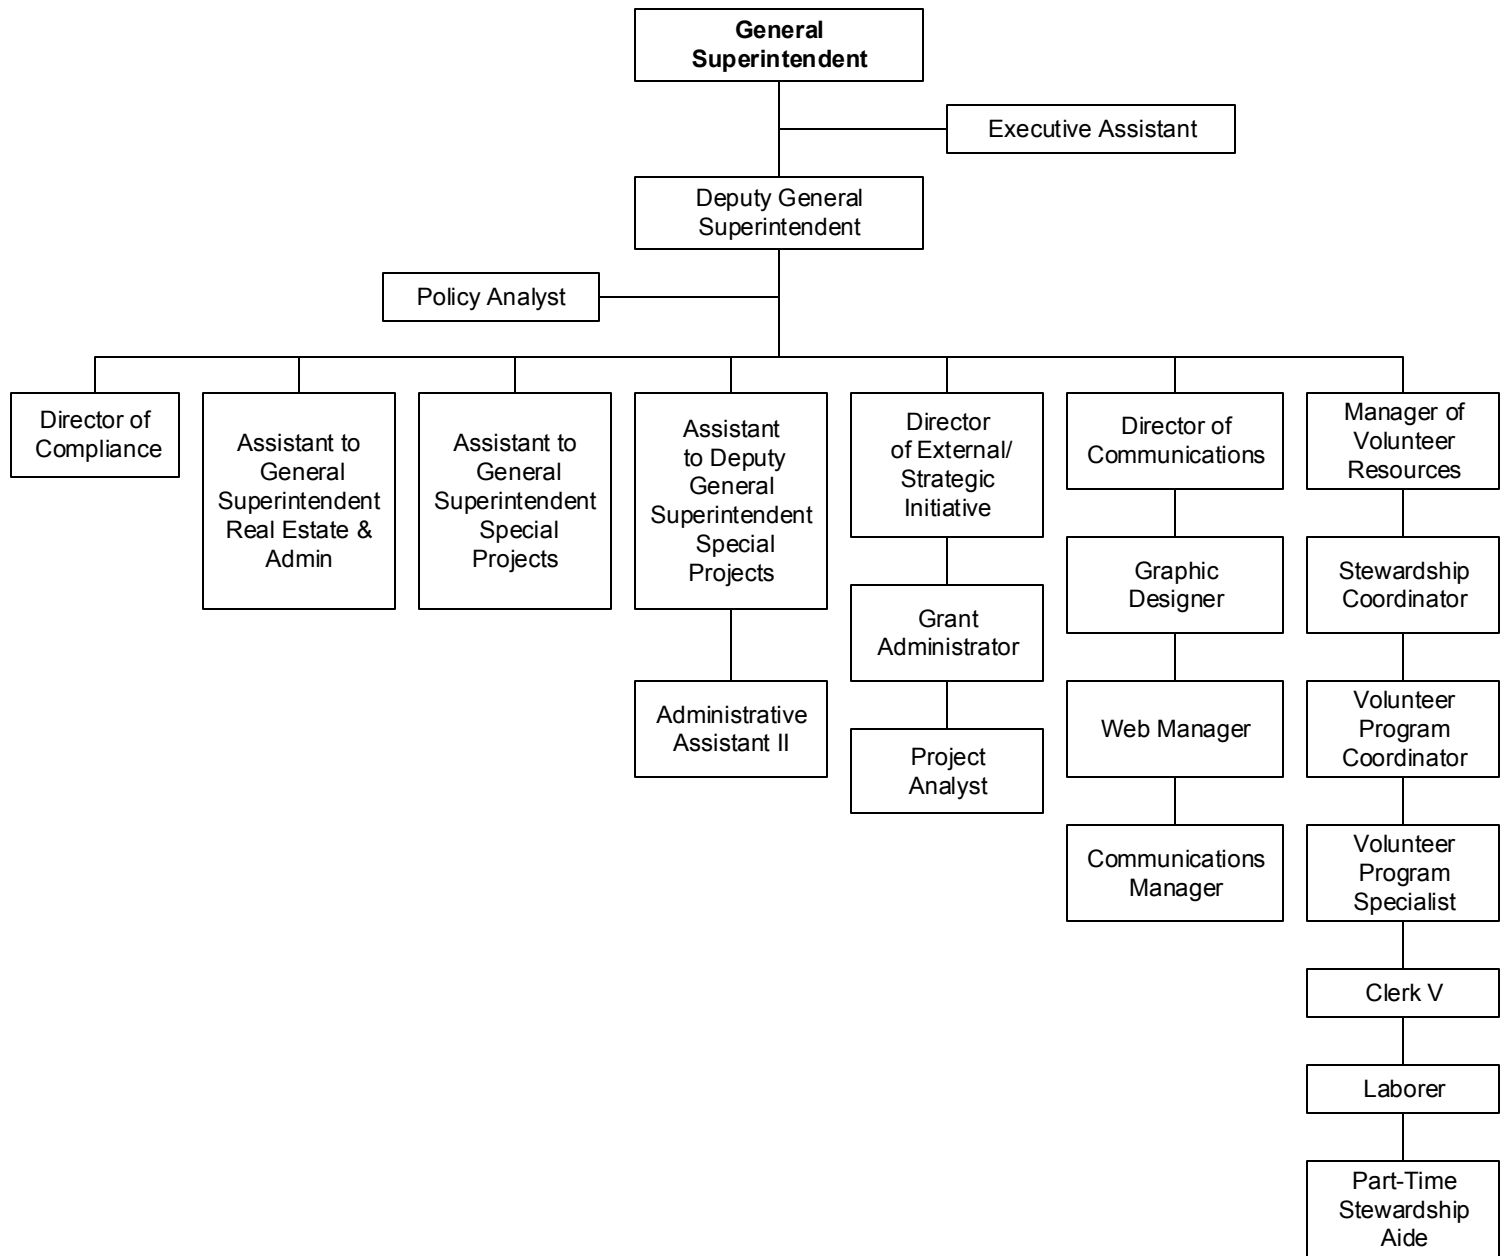 General
Superintendent
Executive Assistant
Deputy General
Superintendent
Policy Analyst
Director of
Compliance
Assistant to
General
Superintendent
Real Estate &
Admin
Assistant to
General
Superintendent
Special
Projects
Assistant
to Deputy
General
Superintendent
Special
Projects
Director
of External/
Strategic
Initiative
Director of
Communications
Manager of
Volunteer
Resources
Grant
Administrator
Graphic
Designer
Stewardship
Coordinator
Administrative
Assistant II
Project
Analyst
Web Manager
Volunteer
Program
Coordinator
Communications
Manager
Volunteer
Program
Specialist
Clerk V
Laborer
Part-Time
Stewardship
Aide